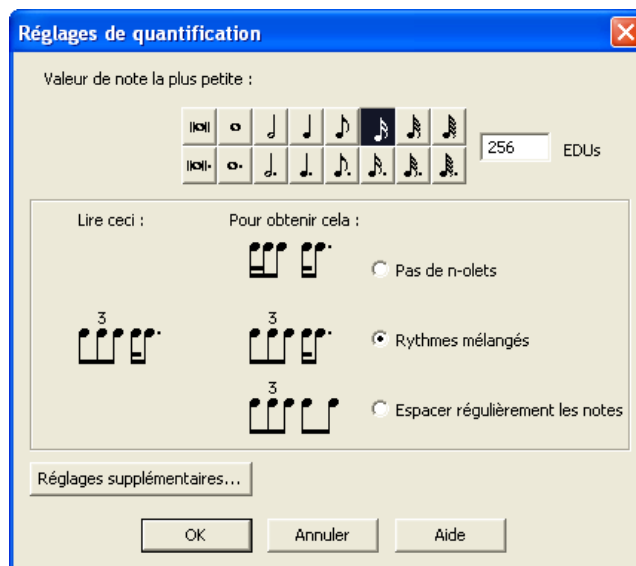 Réglages de quantification
Valeur de note la plus petite :
256 EDUs
Lire ceci : Pour obtenir cela :
Pas de n-olets
3 3 Rythmes mélangés
3 Espacer régulièrement les notes
Réglages supplémentaires...
OK Annuler Aide